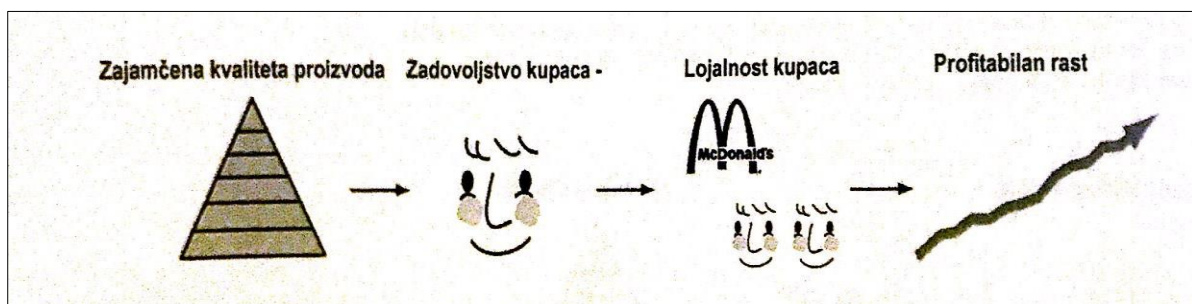 Zajamčena kvaliteta proizvoda
Zadovoljstvo kupaca -
Lojalnost kupaca
Profitabilan rast
McDonald's